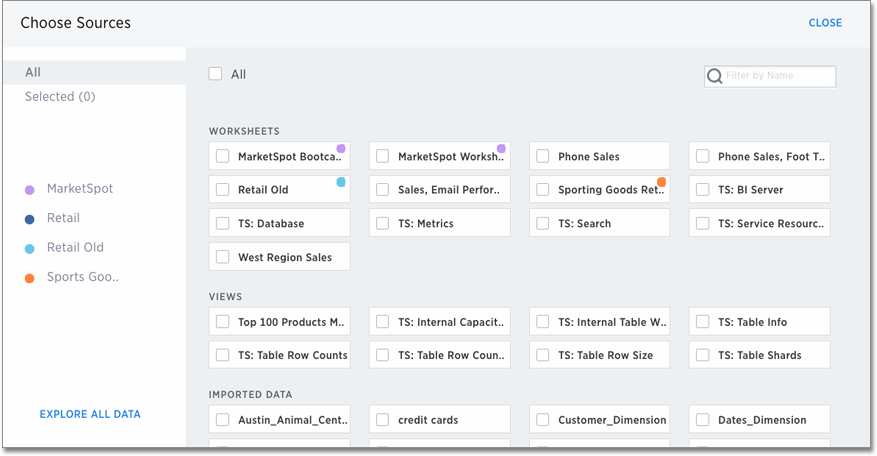 Choose Sources
CLOSE
All
Selected (0)
MarketSpot
Retail
Retail Old
Sports Goo..
EXPLORE ALL DATA
All
Filter by Name
WORKSHEETS
MarketSpot Bootca..
MarketSpot Worksh..
Phone Sales
Phone Sales, Foot T..
Retail Old
Sales, Email Perfor..
Sporting Goods Ret..
TS: BI Server
TS: Database
TS: Metrics
TS: Search
TS: Service Resourc..
West Region Sales
VIEWS
Top 100 Products M..
TS: Internal Capacit..
TS: Internal Table W..
TS: Table Info
TS: Table Row Counts
TS: Table Row Coun..
TS: Table Row Size
TS: Table Shards
IMPORTED DATA
Austin_Animal_Cent..
credit cards
Customer_Dimension
Dates_Dimension